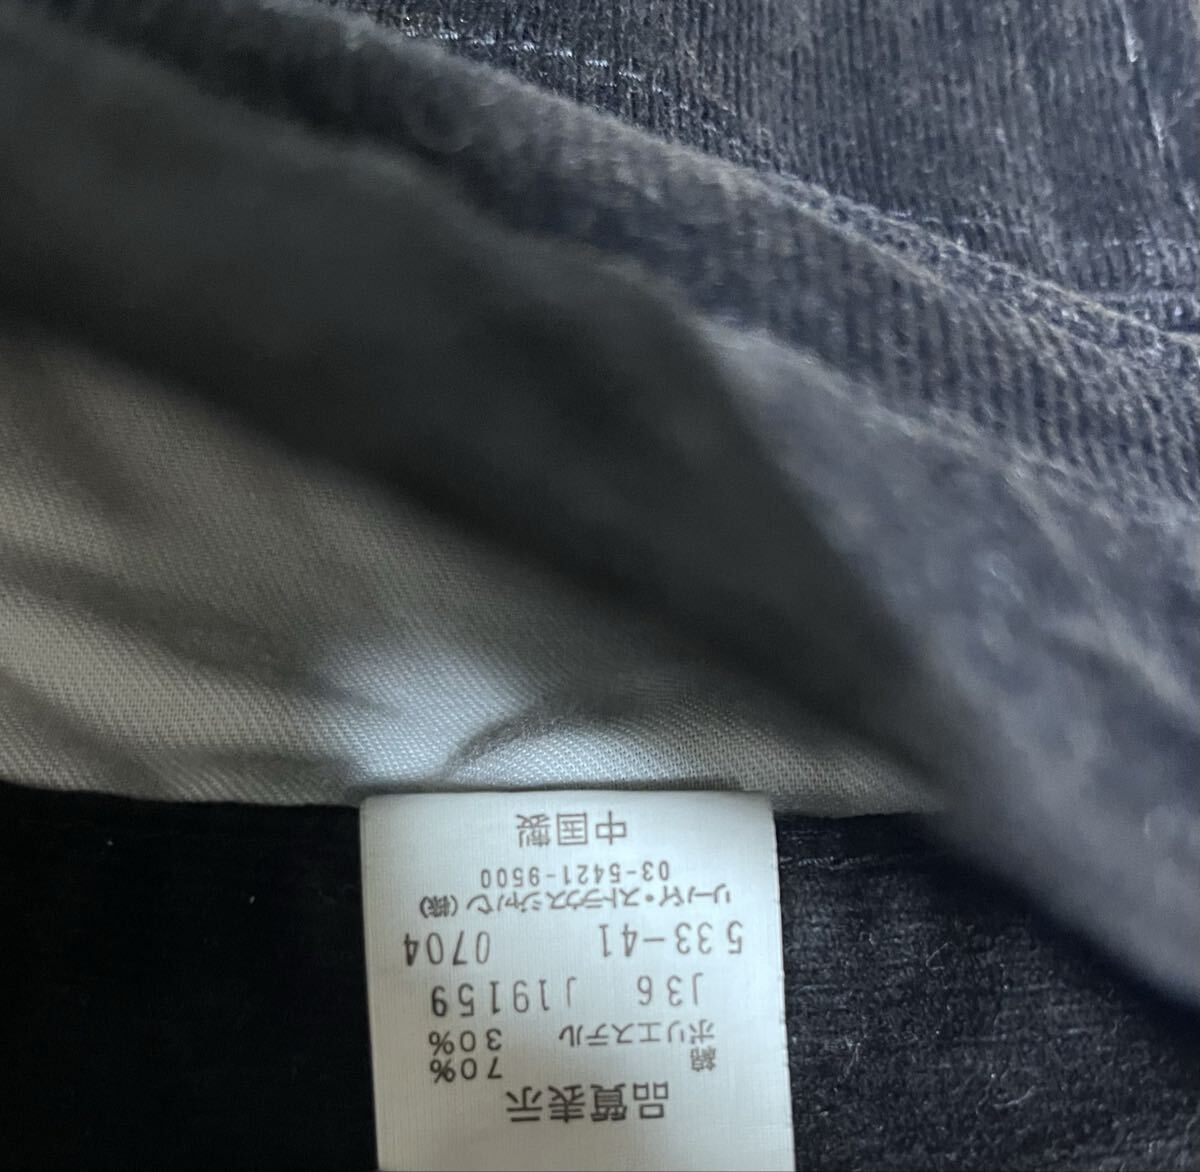 品質表示
綿 70%
ポリエステル 30%
J36 J19159
533-41 0704
リーバイ・ストラウスジャパン(株)
03-5421-9500
中国製